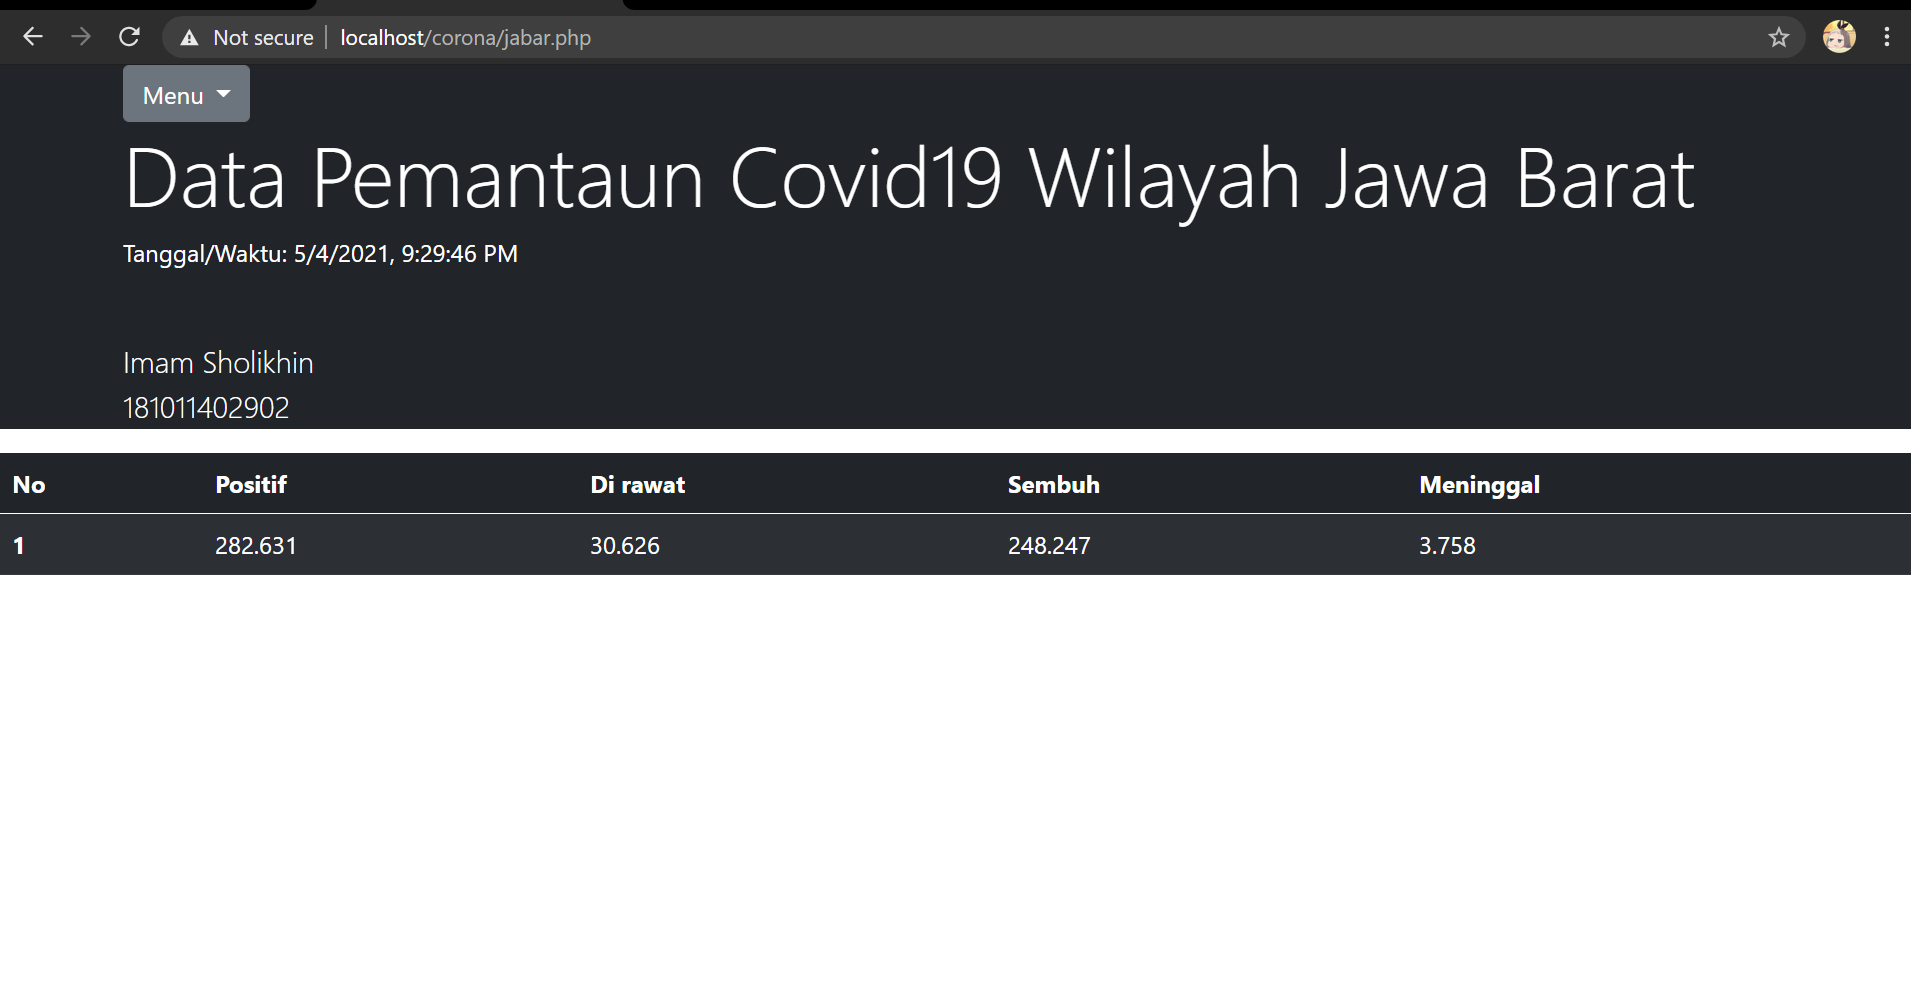 Not secure | localhost/corona/jabar.php
Menu
Data Pemantaun Covid19 Wilayah Jawa Barat
Tanggal/Waktu: 5/4/2021, 9:29:46 PM
Imam Sholikhin
181011402902
No Positif Di rawat Sembuh Meninggal
1 282.631 30.626 248.247 3.758